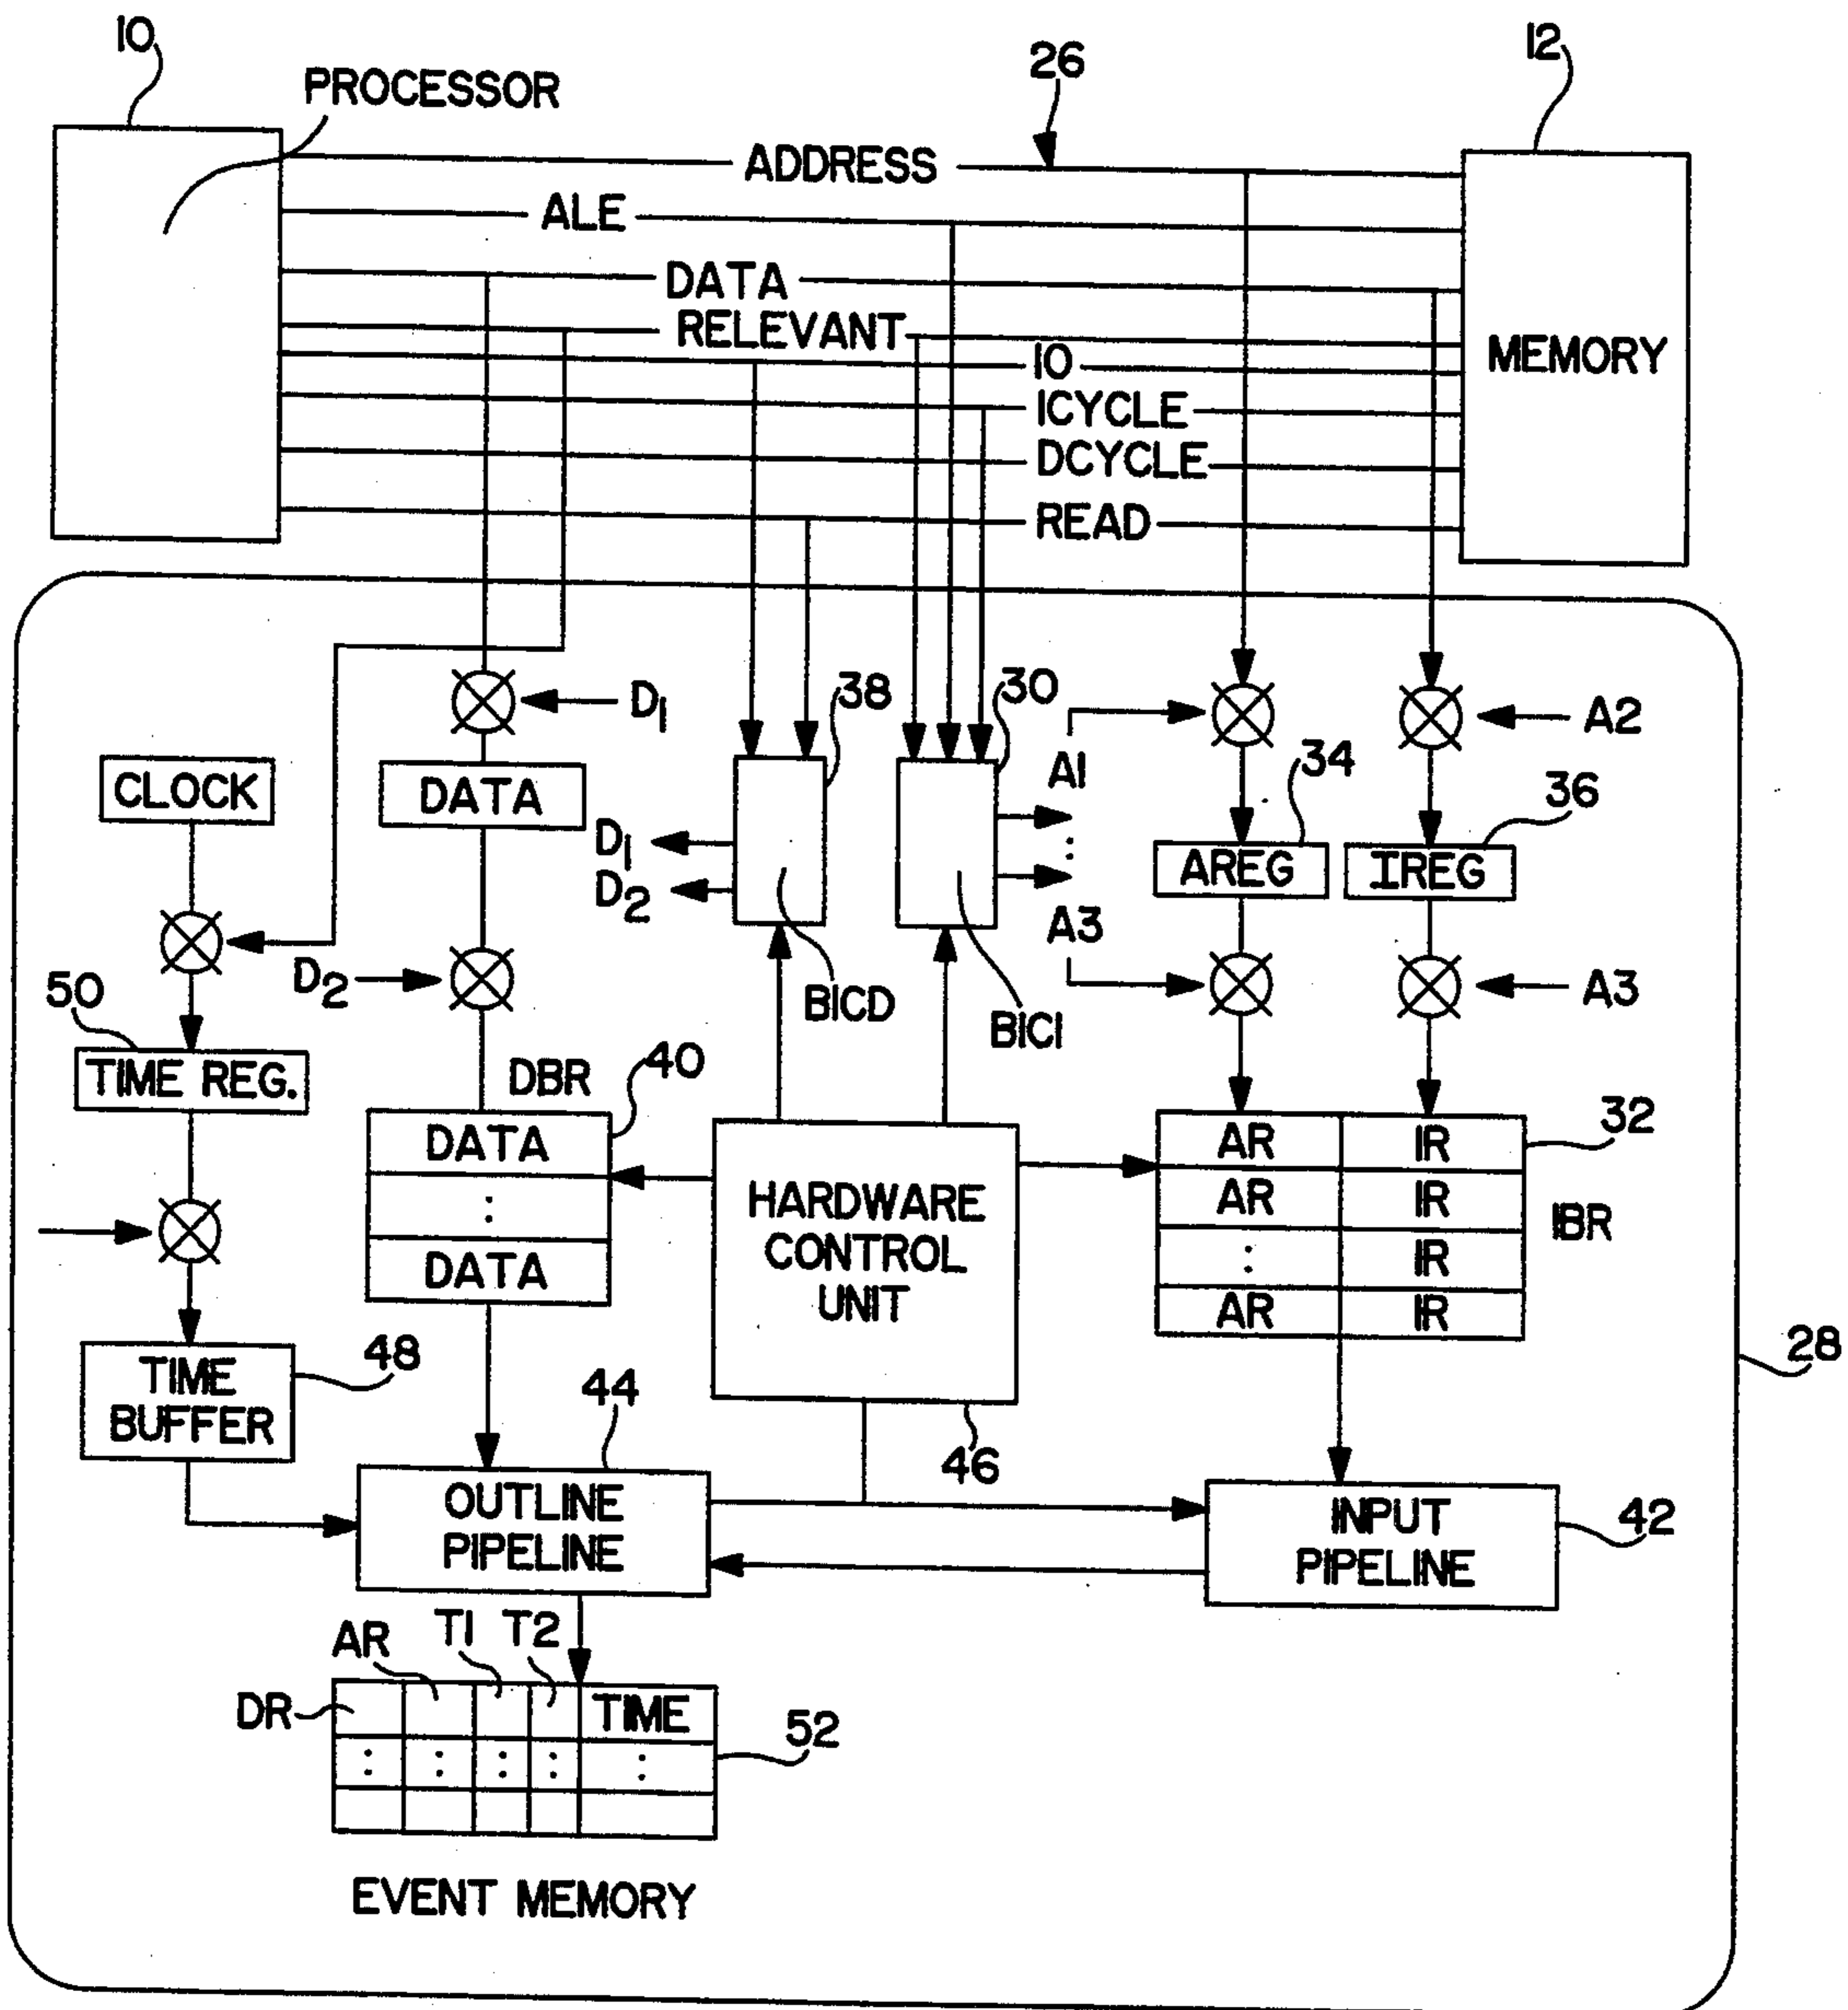 10
PROCESSOR
26
12
ADDRESS
ALE
DATA
RELEVANT
IO
MEMORY
ICYCLE
DCYCLE
READ
D1
38
30
A2
CLOCK
DATA
A1
34
36
D1
D2
:
AREG
IREG
A3
D2
A3
50
BICD
BICI
TIME REG.
DBR
40
32
DATA
:
DATA
HARDWARE
CONTROL
UNIT
AR IR
AR IR
: IR
AR IR
IBR
28
TIME
BUFFER
48
44
46
OUTLINE
PIPELINE
INPUT
PIPELINE
42
AR T1 T2
DR
TIME
52
: : : : :
EVENT MEMORY